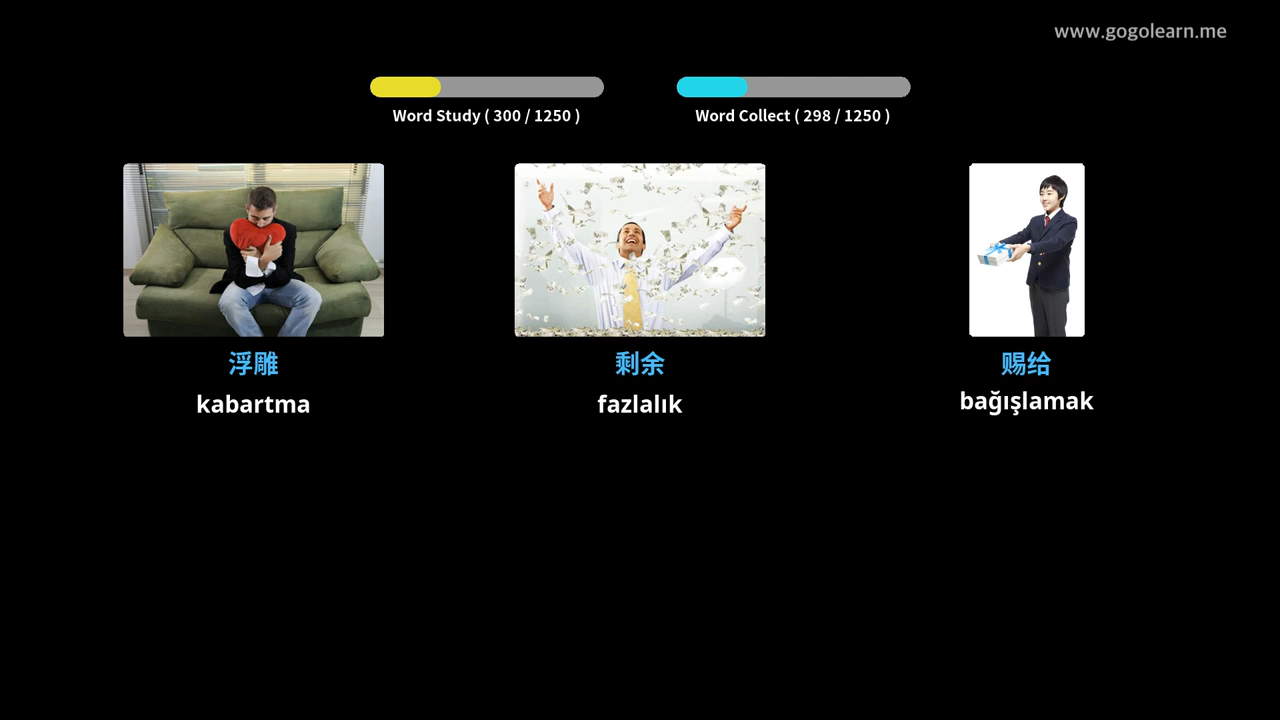 www.gogolearn.me
Word Study ( 300 / 1250 )
Word Collect ( 298 / 1250 )
浮雕
kabartma
剩余
fazlalık
赐给
bağışlamak